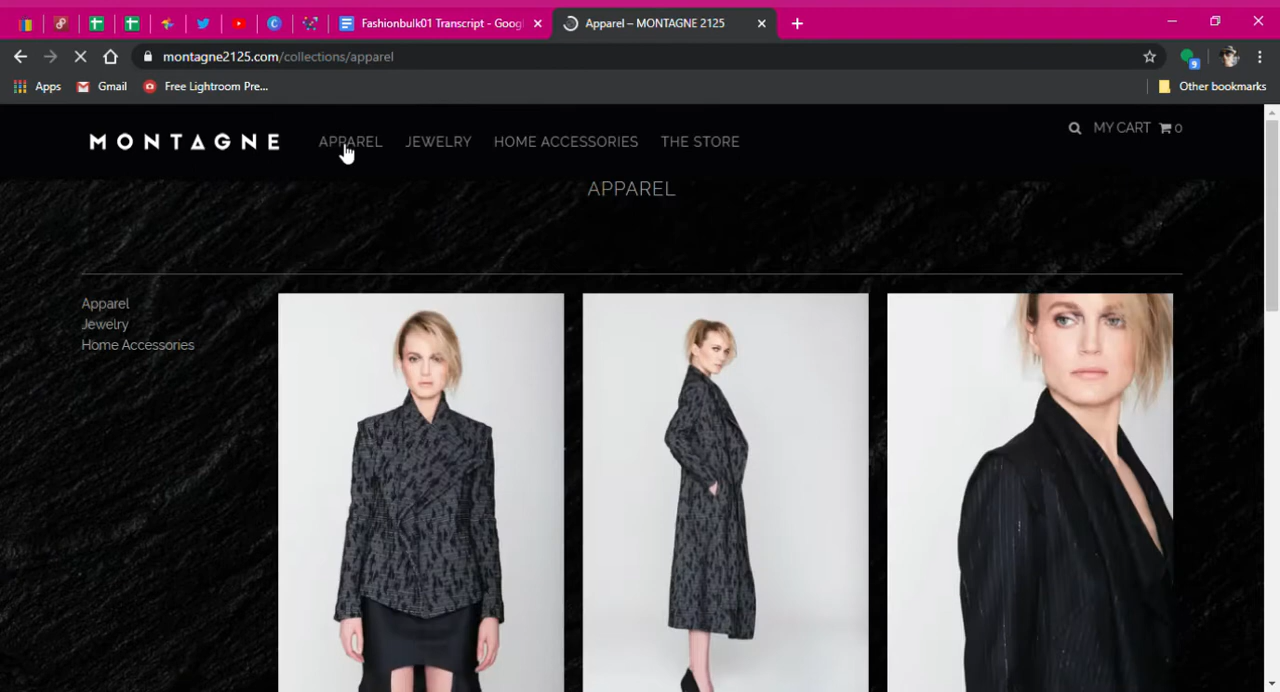 Fashionbulk01 Transcript - Goog
Apparel – MONTAGNE 2125
montagne2125.com/collections/apparel
9
Apps
Gmail
Free Lightroom Pre...
Other bookmarks
MONTAGNE
APPAREL
JEWELRY
HOME ACCESSORIES
THE STORE
MY CART
0
APPAREL
Apparel
Jewelry
Home Accessories